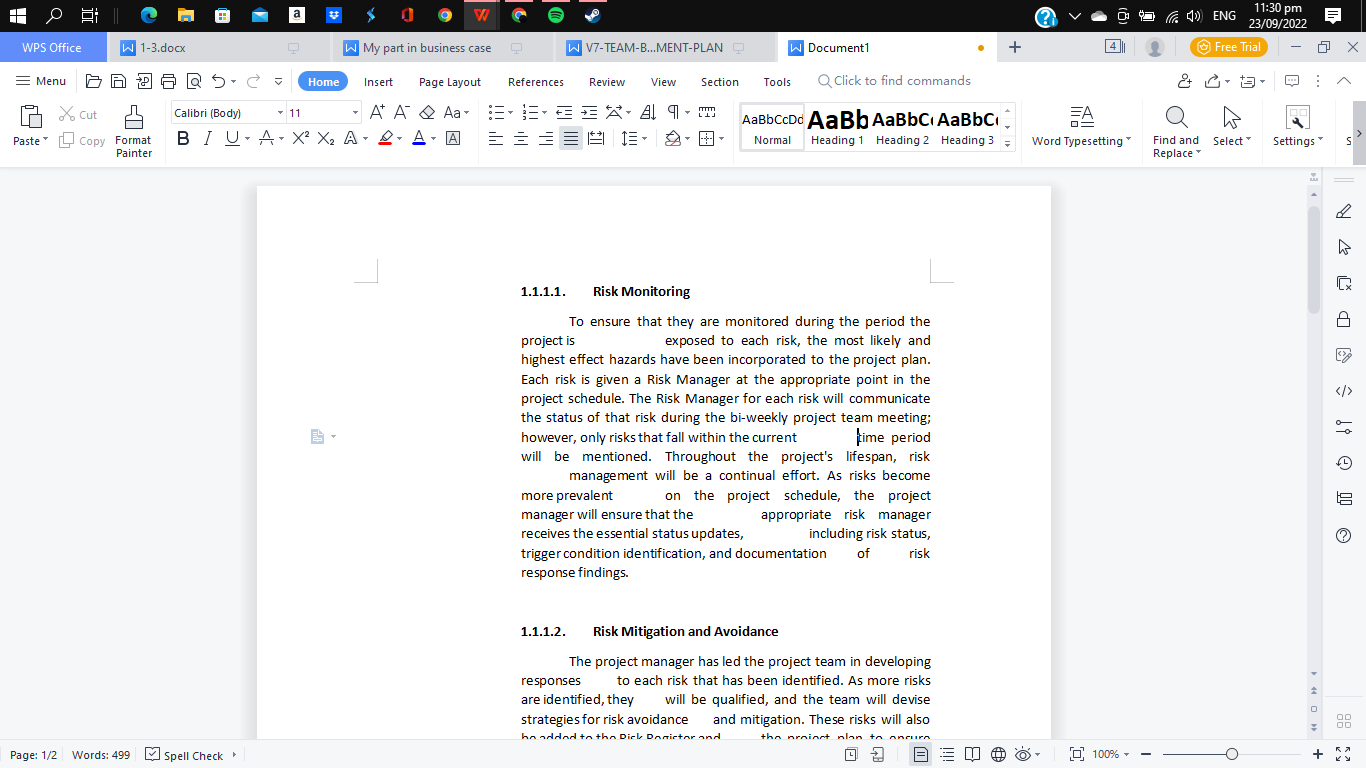 11:30 pm
ENG
23/09/2022
WPS Office
1-3.docx
My part in business case
V7-TEAM-B...MENT-PLAN
Document1
4
Free Trial
Menu
Home
Insert
Page Layout
References
Review
View
Section
Tools
Click to find commands
Paste
Cut
Copy
Format Painter
Calibri (Body)
11
AaBbCcDd
Normal
AaBb
Heading 1
AaBbC
Heading 2
AaBbC
Heading 3
Word Typesetting
Find and Replace
Select
Settings
1.1.1.1. Risk Monitoring
To ensure that they are monitored during the period the
project is exposed to each risk, the most likely and
highest effect hazards have been incorporated to the project plan.
Each risk is given a Risk Manager at the appropriate point in the
project schedule. The Risk Manager for each risk will communicate
the status of that risk during the bi-weekly project team meeting;
however, only risks that fall within the current time period
will be mentioned. Throughout the project's lifespan, risk
management will be a continual effort. As risks become
more prevalent on the project schedule, the project
manager will ensure that the appropriate risk manager
receives the essential status updates, including risk status,
trigger condition identification, and documentation of risk
response findings.
1.1.1.2. Risk Mitigation and Avoidance
The project manager has led the project team in developing
responses to each risk that has been identified. As more risks
are identified, they will be qualified, and the team will devise
strategies for risk avoidance and mitigation. These risks will also
be added to the Risk Register and the project plan to ensure
Page: 1/2
Words: 499
Spell Check
100%